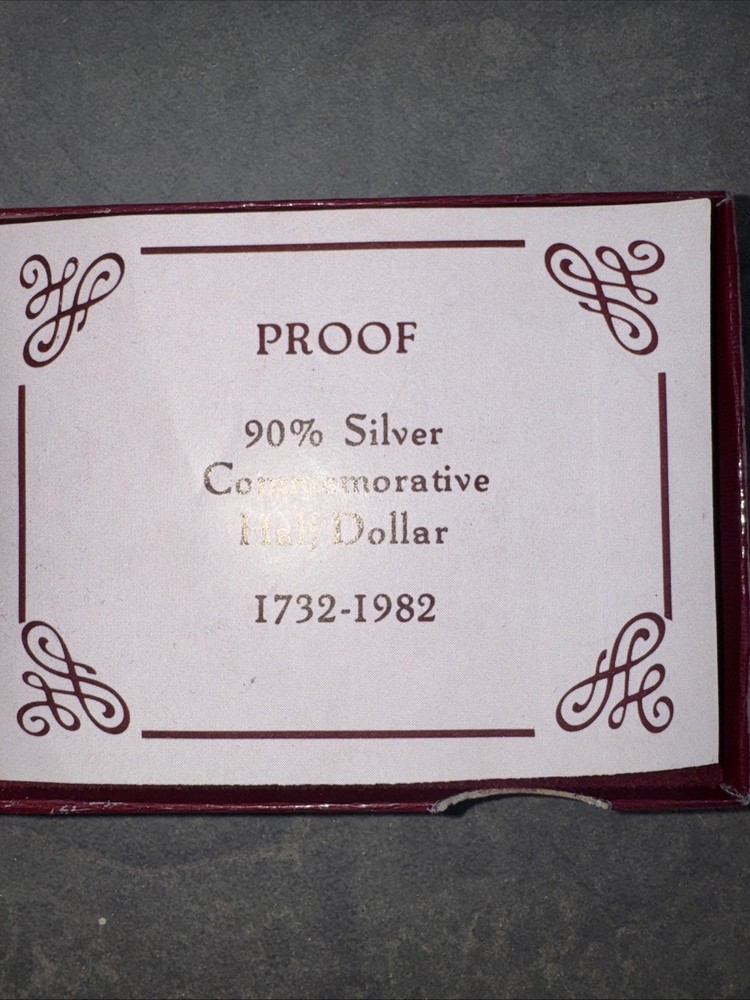 PROOF
90% Silver
Commemorative
Half Dollar
1732-1982